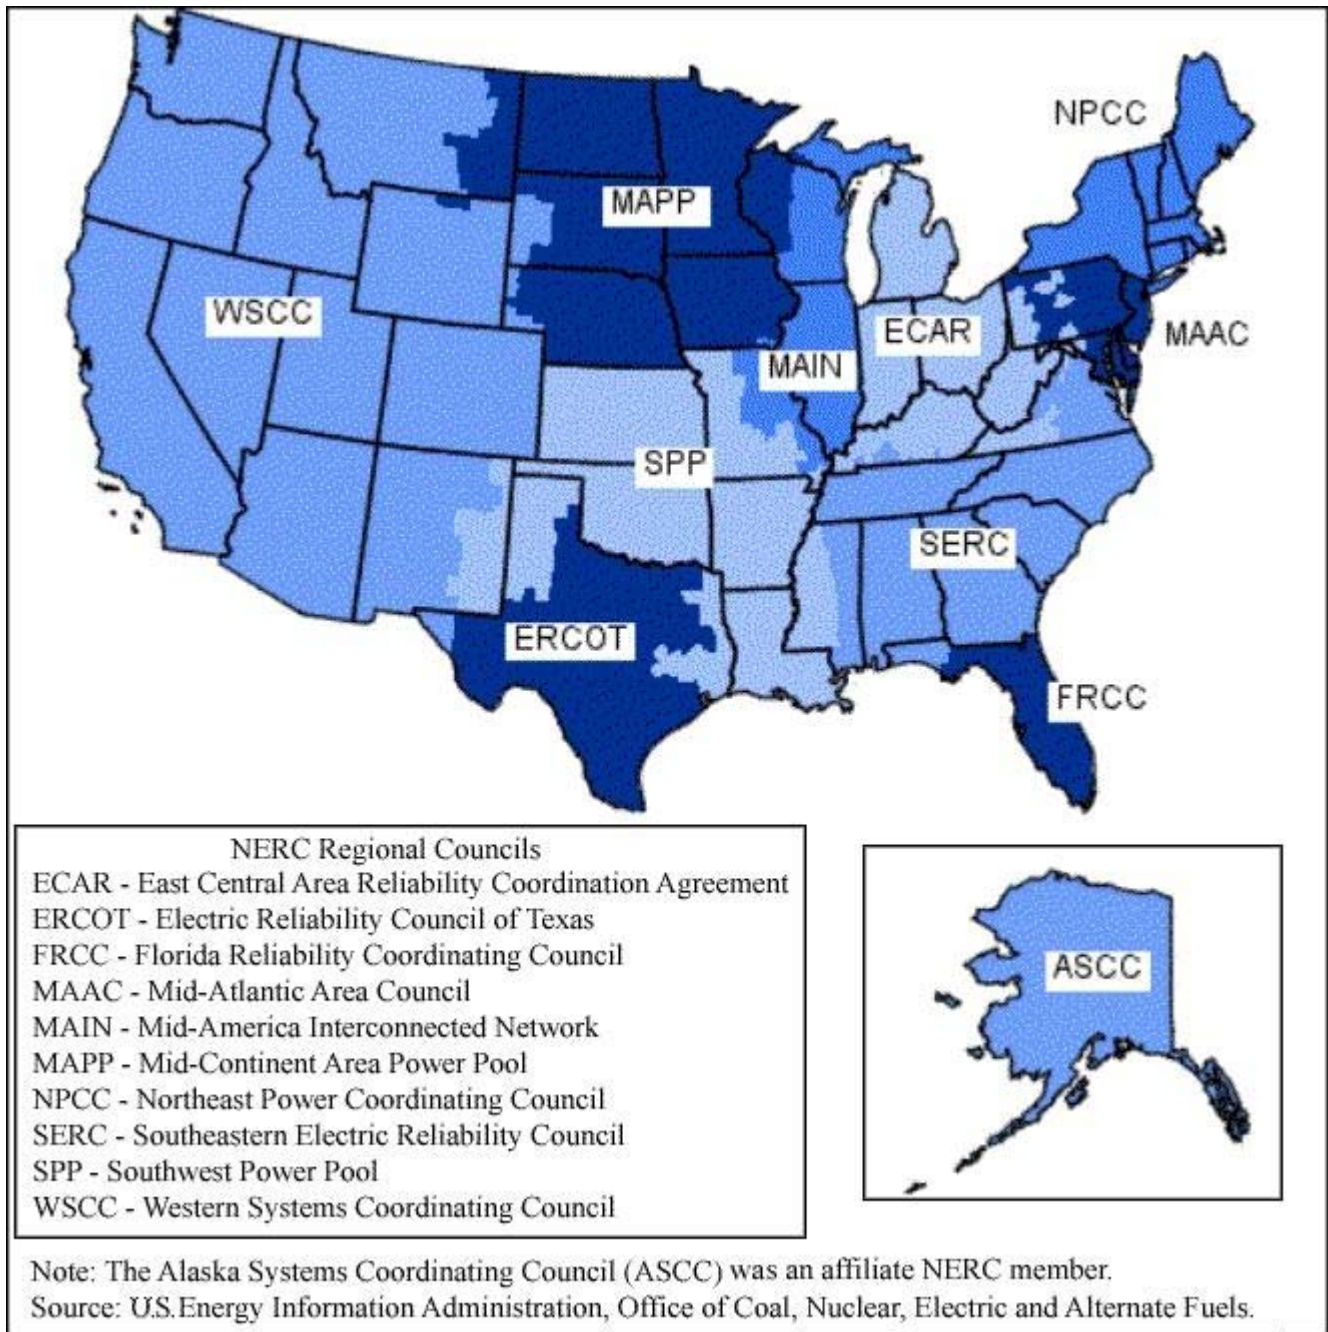 NPCC
MAPP
WSCC
ECAR
MAAC
MAIN
SPP
SERC
ERCOT
FRCC
NERC Regional Councils
ECAR - East Central Area Reliability Coordination Agreement
ERCOT - Electric Reliability Council of Texas
FRCC - Florida Reliability Coordinating Council
MAAC - Mid-Atlantic Area Council
MAIN - Mid-America Interconnected Network
MAPP - Mid-Continent Area Power Pool
NPCC - Northeast Power Coordinating Council
SERC - Southeastern Electric Reliability Council
SPP - Southwest Power Pool
WSCC - Western Systems Coordinating Council
ASCC
Note: The Alaska Systems Coordinating Council (ASCC) was an affiliate NERC member.
Source: U.S.Energy Information Administration, Office of Coal, Nuclear, Electric and Alternate Fuels.